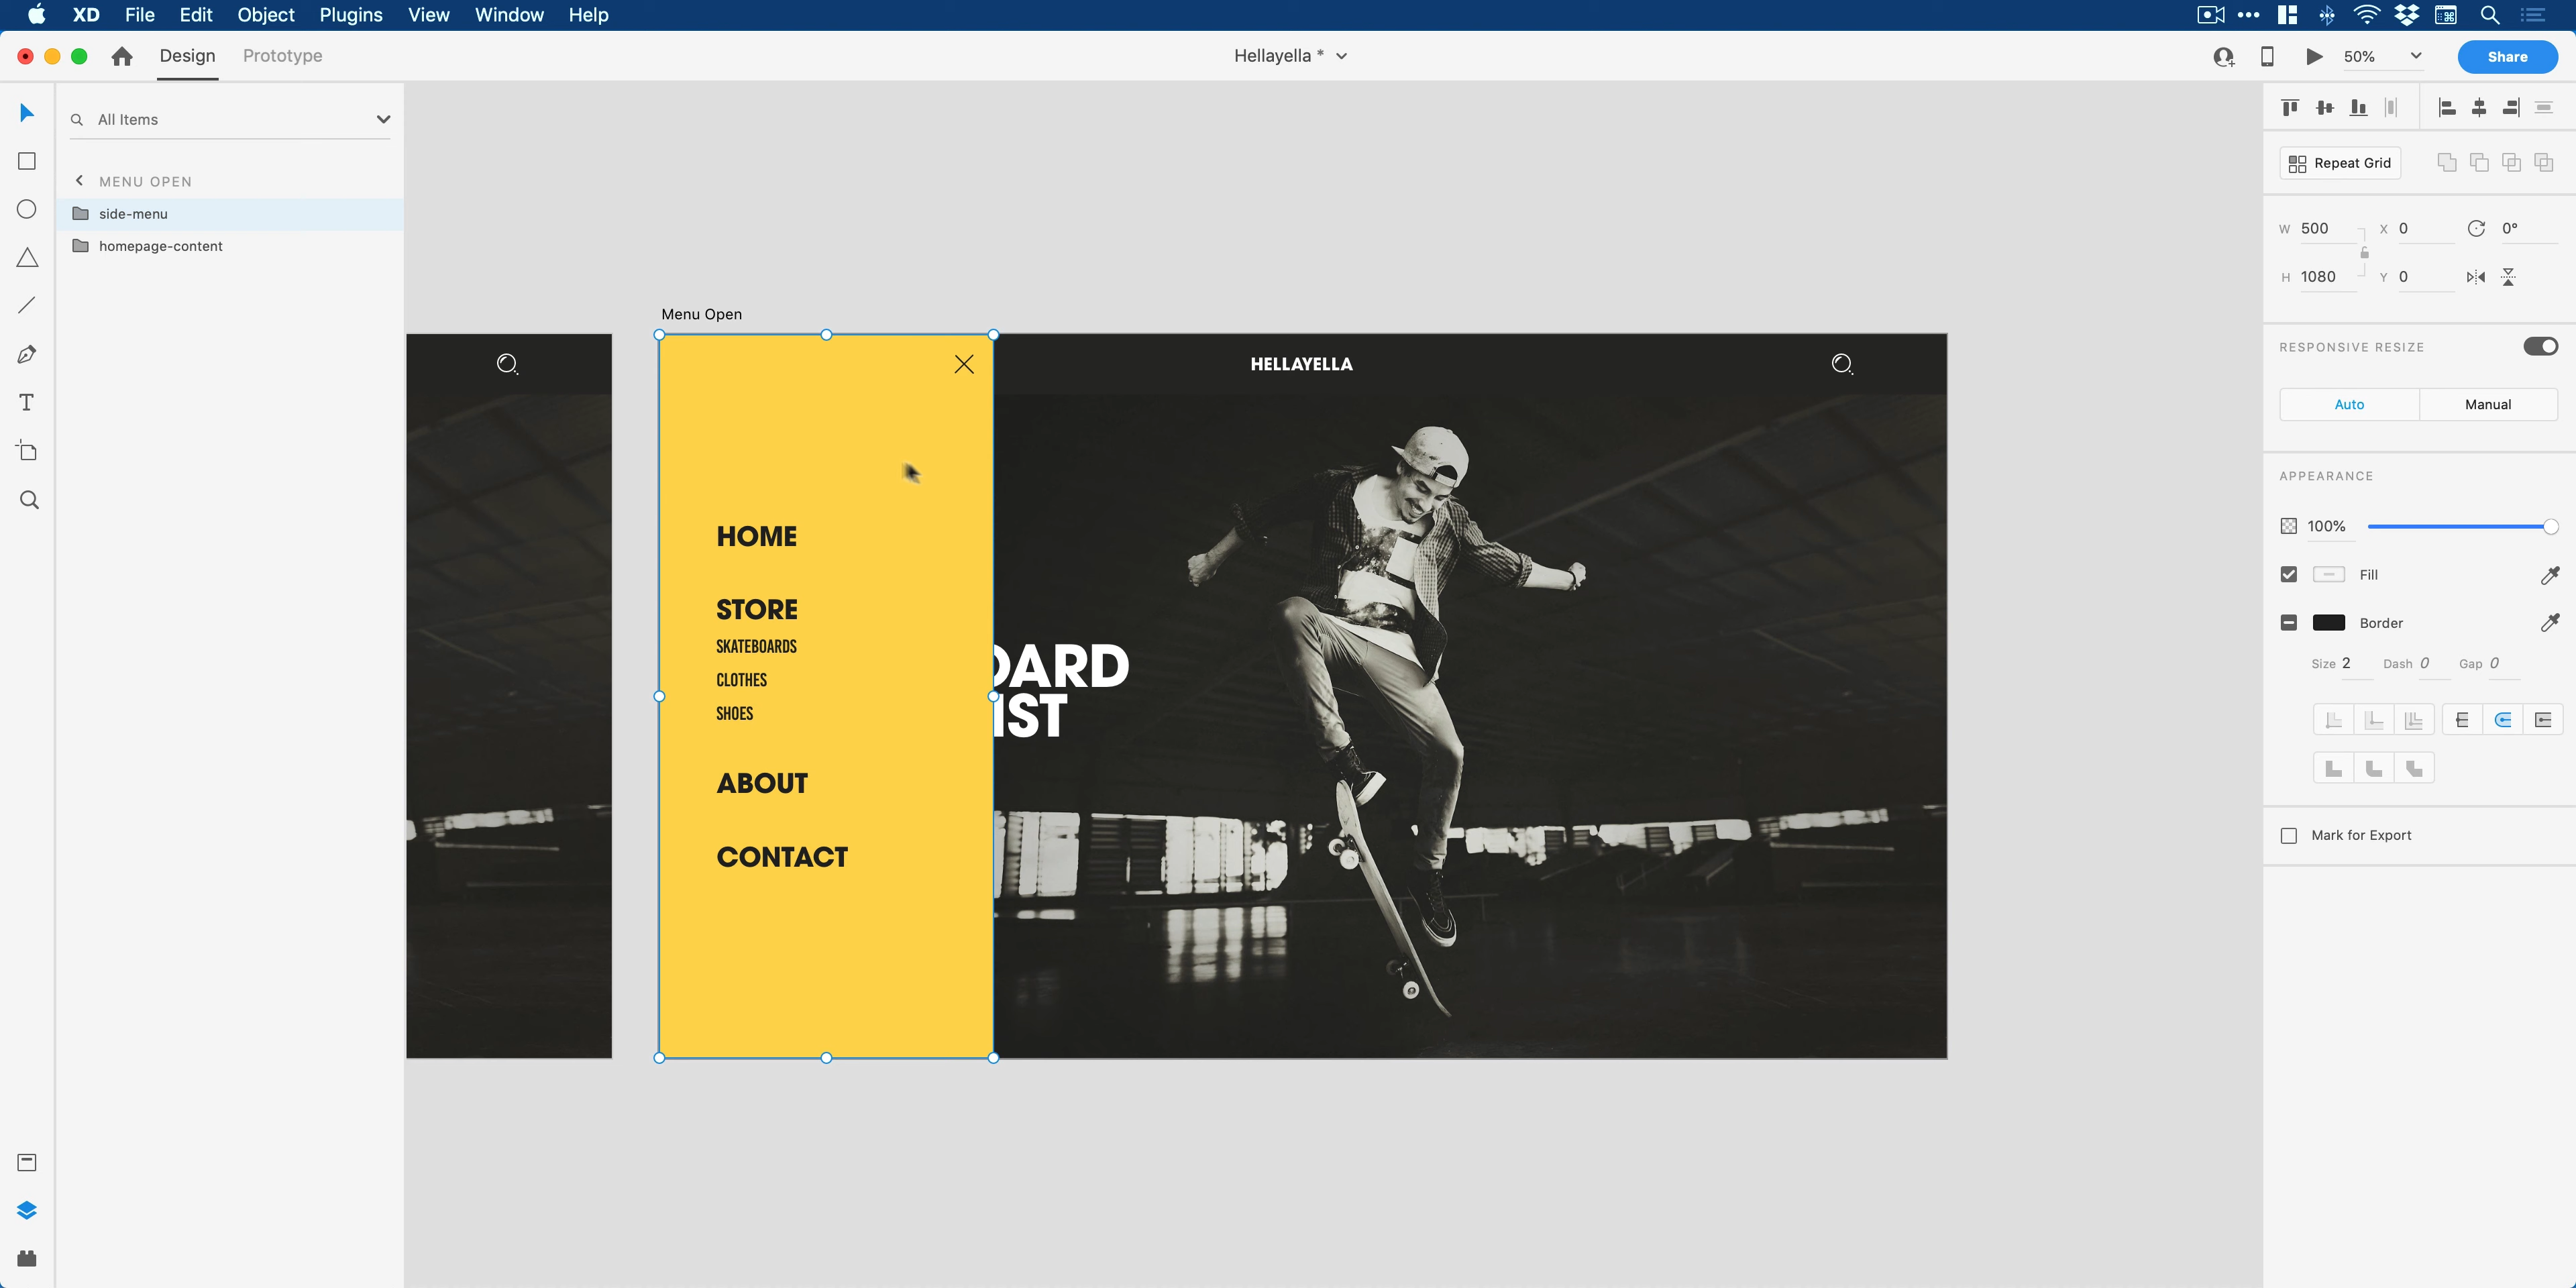 XD File Edit Object Plugins View Window Help
Design Prototype
Hellayella *
50%
Share
All Items
MENU OPEN
side-menu
homepage-content
Menu Open
HELLAYELLA
HOME
STORE
SKATEBOARDS
CLOTHES
SHOES
ABOUT
CONTACT
OARD
IST
Repeat Grid
W 500 X 0 0°
H 1080 Y 0
RESPONSIVE RESIZE
Auto Manual
APPEARANCE
100%
Fill
Border
Size 2 Dash 0 Gap 0
Mark for Export